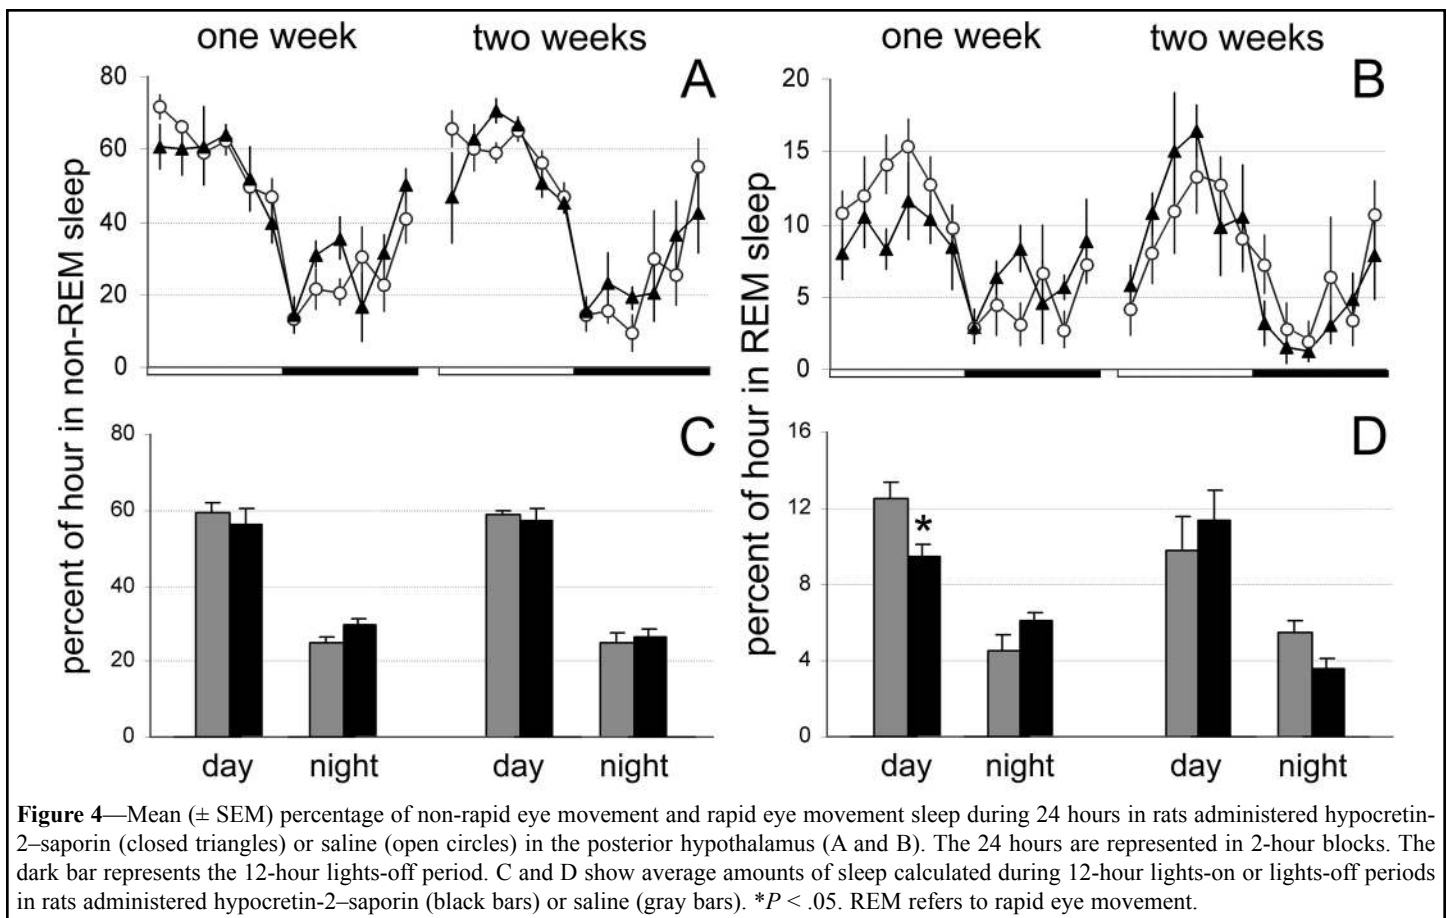 one week two weeks
A
percent of hour in non-REM sleep
80
60
40
20
0
one week two weeks
B
percent of hour in REM sleep
20
15
10
5
0
C
80
60
40
20
0
day night day night
D
16
12
8
4
0
*
day night day night
Figure 4—Mean (± SEM) percentage of non-rapid eye movement and rapid eye movement sleep during 24 hours in rats administered hypocretin-
2–saporin (closed triangles) or saline (open circles) in the posterior hypothalamus (A and B). The 24 hours are represented in 2-hour blocks. The
dark bar represents the 12-hour lights-off period. C and D show average amounts of sleep calculated during 12-hour lights-on or lights-off periods
in rats administered hypocretin-2–saporin (black bars) or saline (gray bars). *P < .05. REM refers to rapid eye movement.